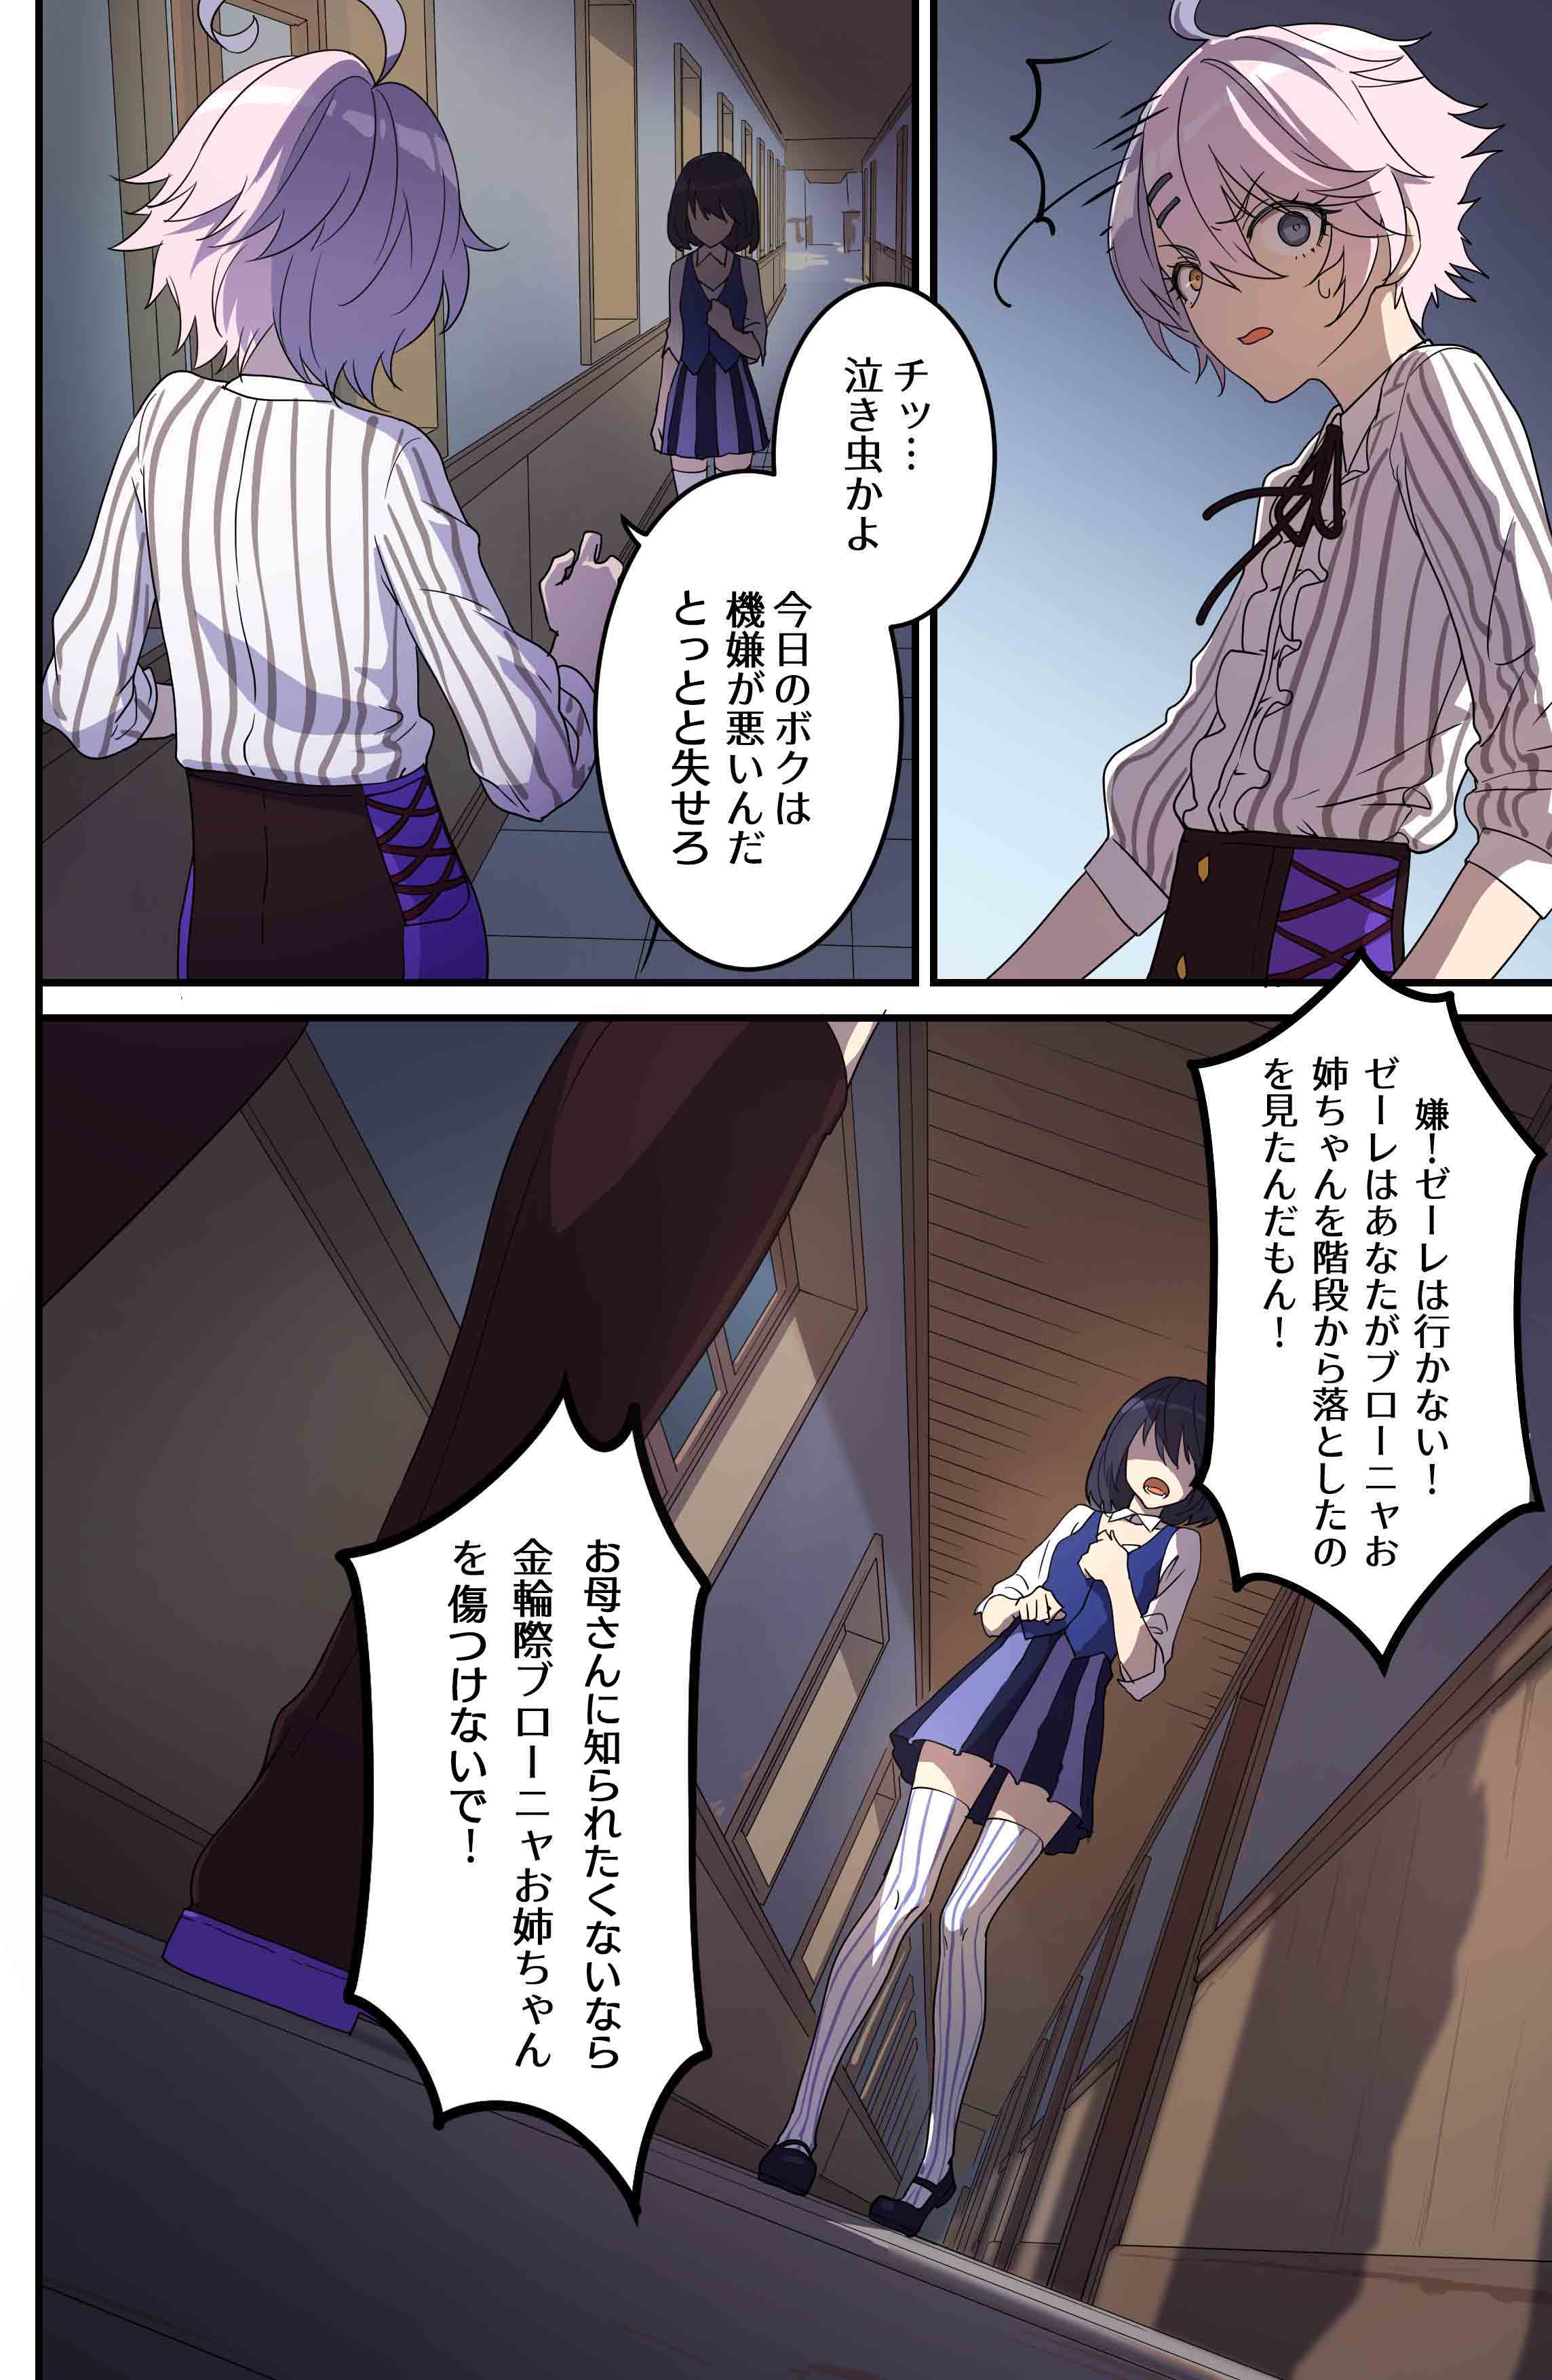 チッ…
泣き虫かよ
今日のボクは
機嫌が悪いんだ
とっとと失せろ
嫌！ゼーレは行かない！
ゼーレはあなたがブローニャお
姉ちゃんを階段から落としたの
を見たんだもん！
お母さんに知られたくないなら
金輪際ブローニャお姉ちゃん
を傷つけないで！